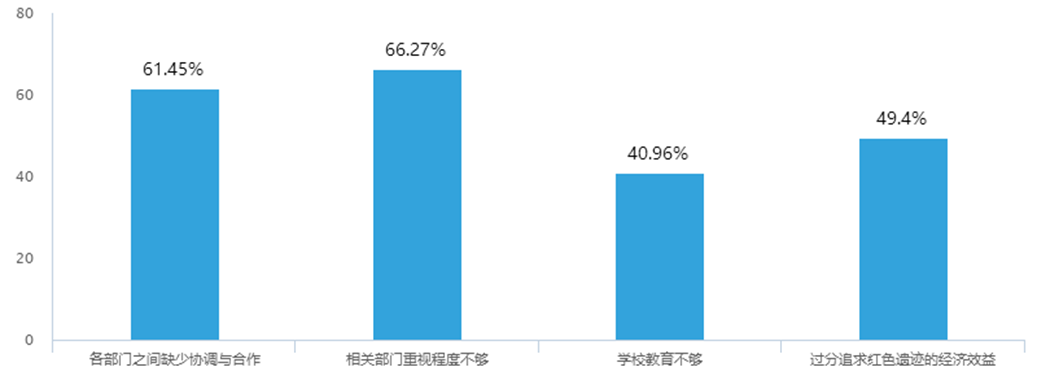 80
66.27%
61.45%
60
49.4%
40.96%
40
20
0
各部门之间缺少协调与合作
相关部门重视程度不够
学校教育不够
过分追求红色遗迹的经济效益